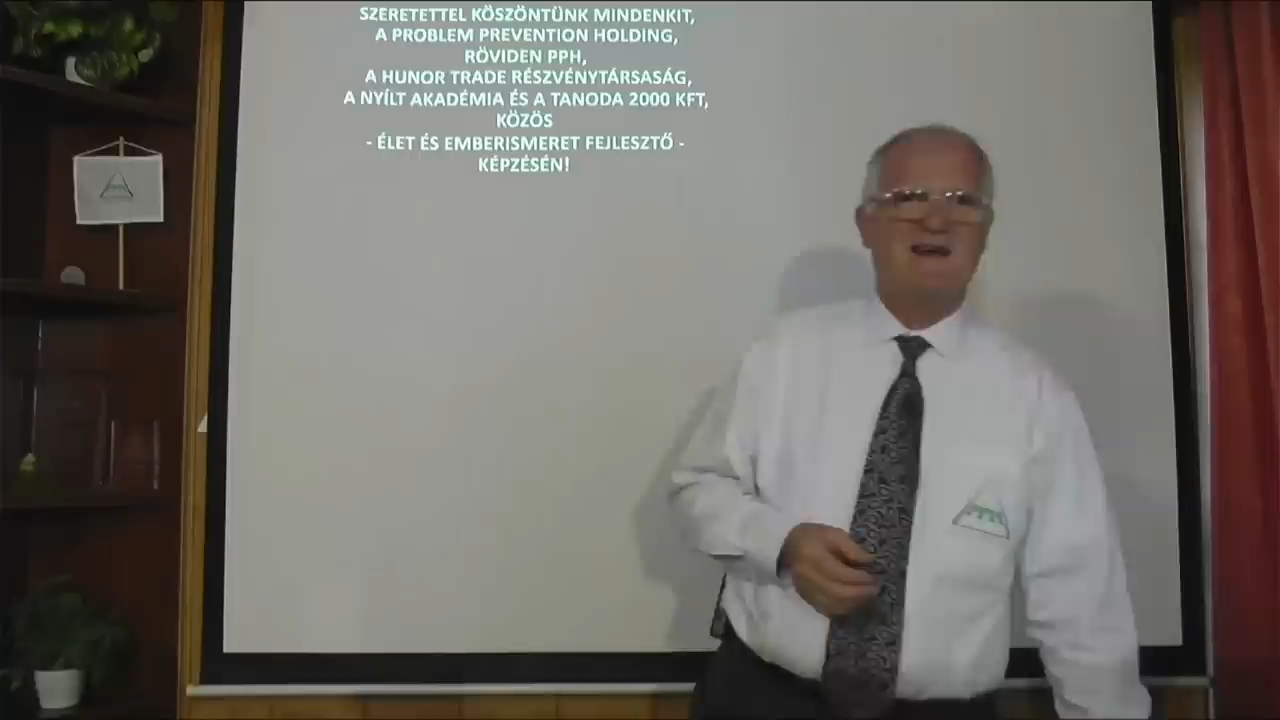 SZERETETTEL KÖSZÖNTÜNK MINDENKIT,
A PROBLEM PREVENTION HOLDING,
RÖVIDEN PPH,
A HUNOR TRADE RÉSZVÉNYTÁRSASÁG,
A NYÍLT AKADÉMIA ÉS A TANODA 2000 KFT,
KÖZÖS
- ÉLET ÉS EMBERISMERET FEJLESZTŐ -
KÉPZÉSÉN!
PPH